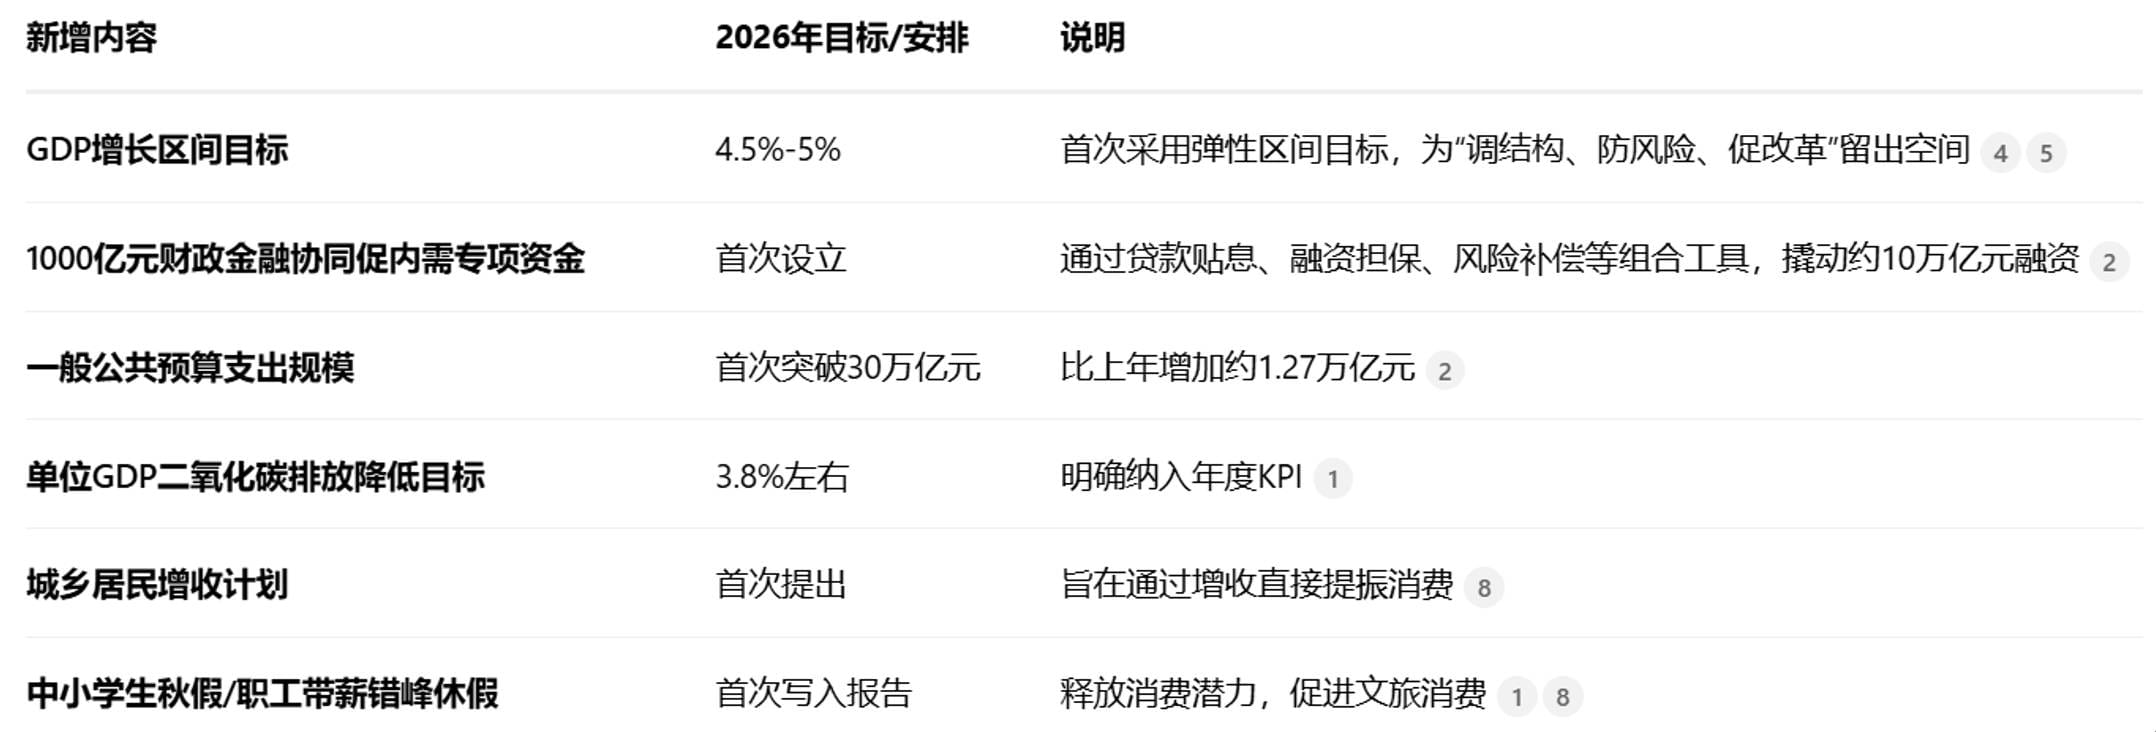 新增内容 2026年目标/安排 说明
GDP增长区间目标 4.5%-5% 首次采用弹性区间目标，为“调结构、防风险、促改革”留出空间 4 5
1000亿元财政金融协同促内需专项资金 首次设立 通过贷款贴息、融资担保、风险补偿等组合工具，撬动约10万亿元融资 2
一般公共预算支出规模 首次突破30万亿元 比上年增加约1.27万亿元 2
单位GDP二氧化碳排放降低目标 3.8%左右 明确纳入年度KPI 1
城乡居民增收计划 首次提出 旨在通过增收直接提振消费 8
中小学生秋假/职工带薪错峰休假 首次写入报告 释放消费潜力，促进文旅消费 1 8